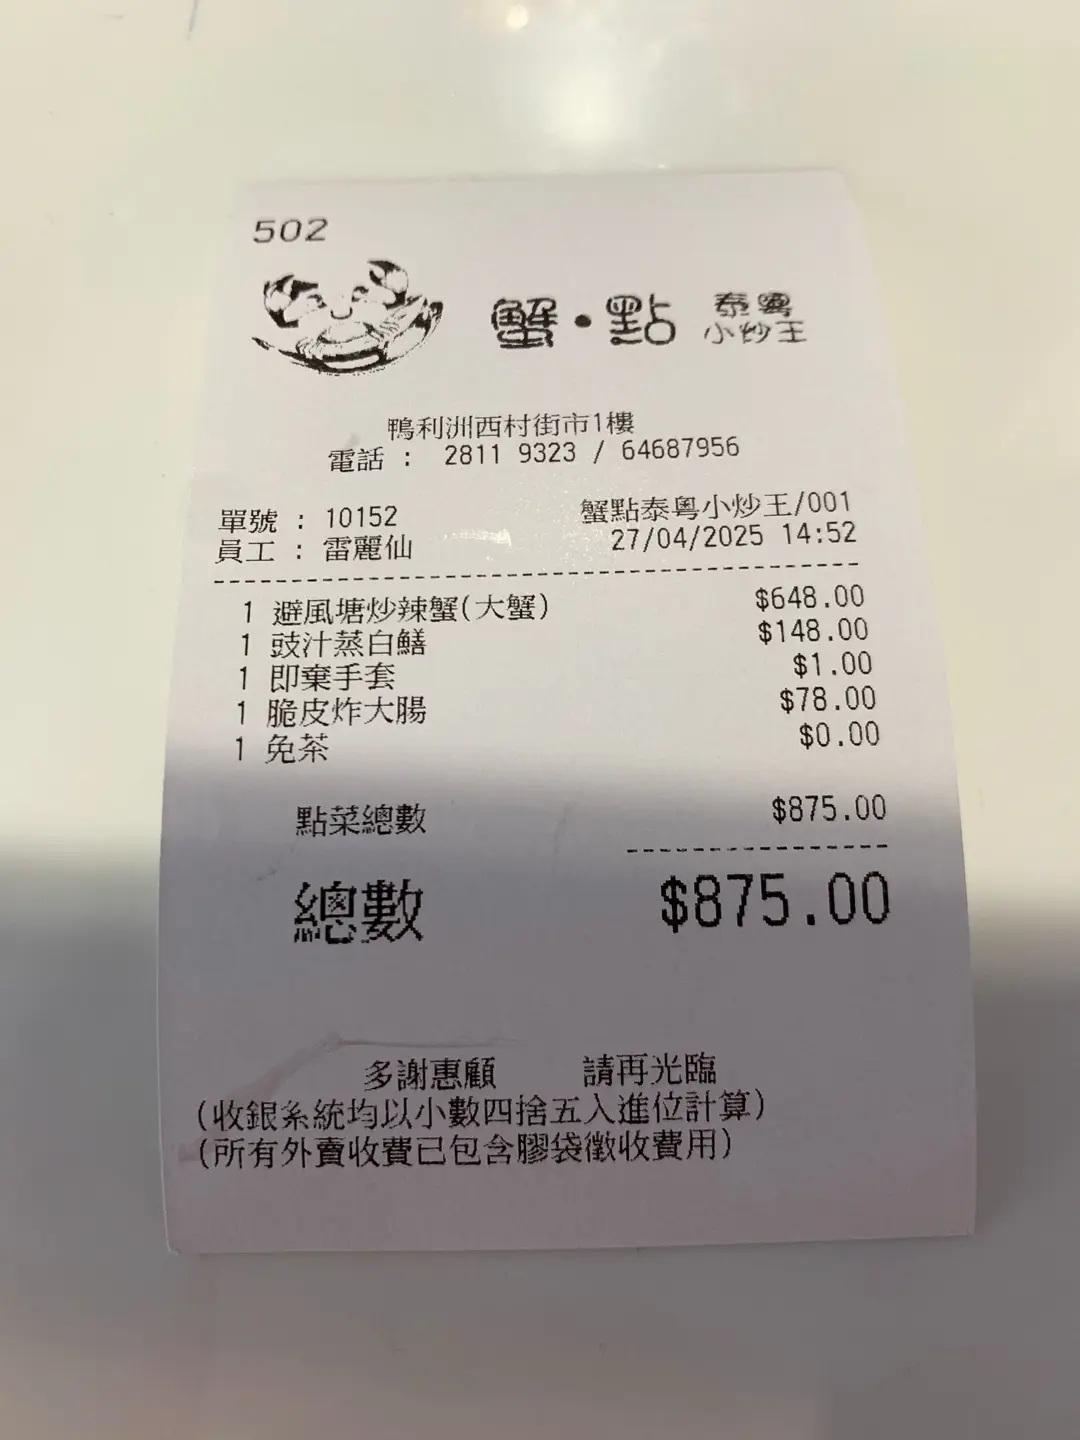 502
蟹·點 泰粵
小炒王
鴨利洲西村街市1樓
電話 : 2811 9323 / 64687956
單號 : 10152 蟹點泰粵小炒王/001
員工 : 雷麗仙 27/04/2025 14:52
1 避風塘炒辣蟹(大蟹) $648.00
1 豉汁蒸白鱔 $148.00
1 即棄手套 $1.00
1 脆皮炸大腸 $78.00
1 免茶 $0.00
點菜總數 $875.00
總數 $875.00
多謝惠顧 請再光臨
(收銀系統均以小數四捨五入進位計算)
(所有外賣收費已包含膠袋徵收費用)